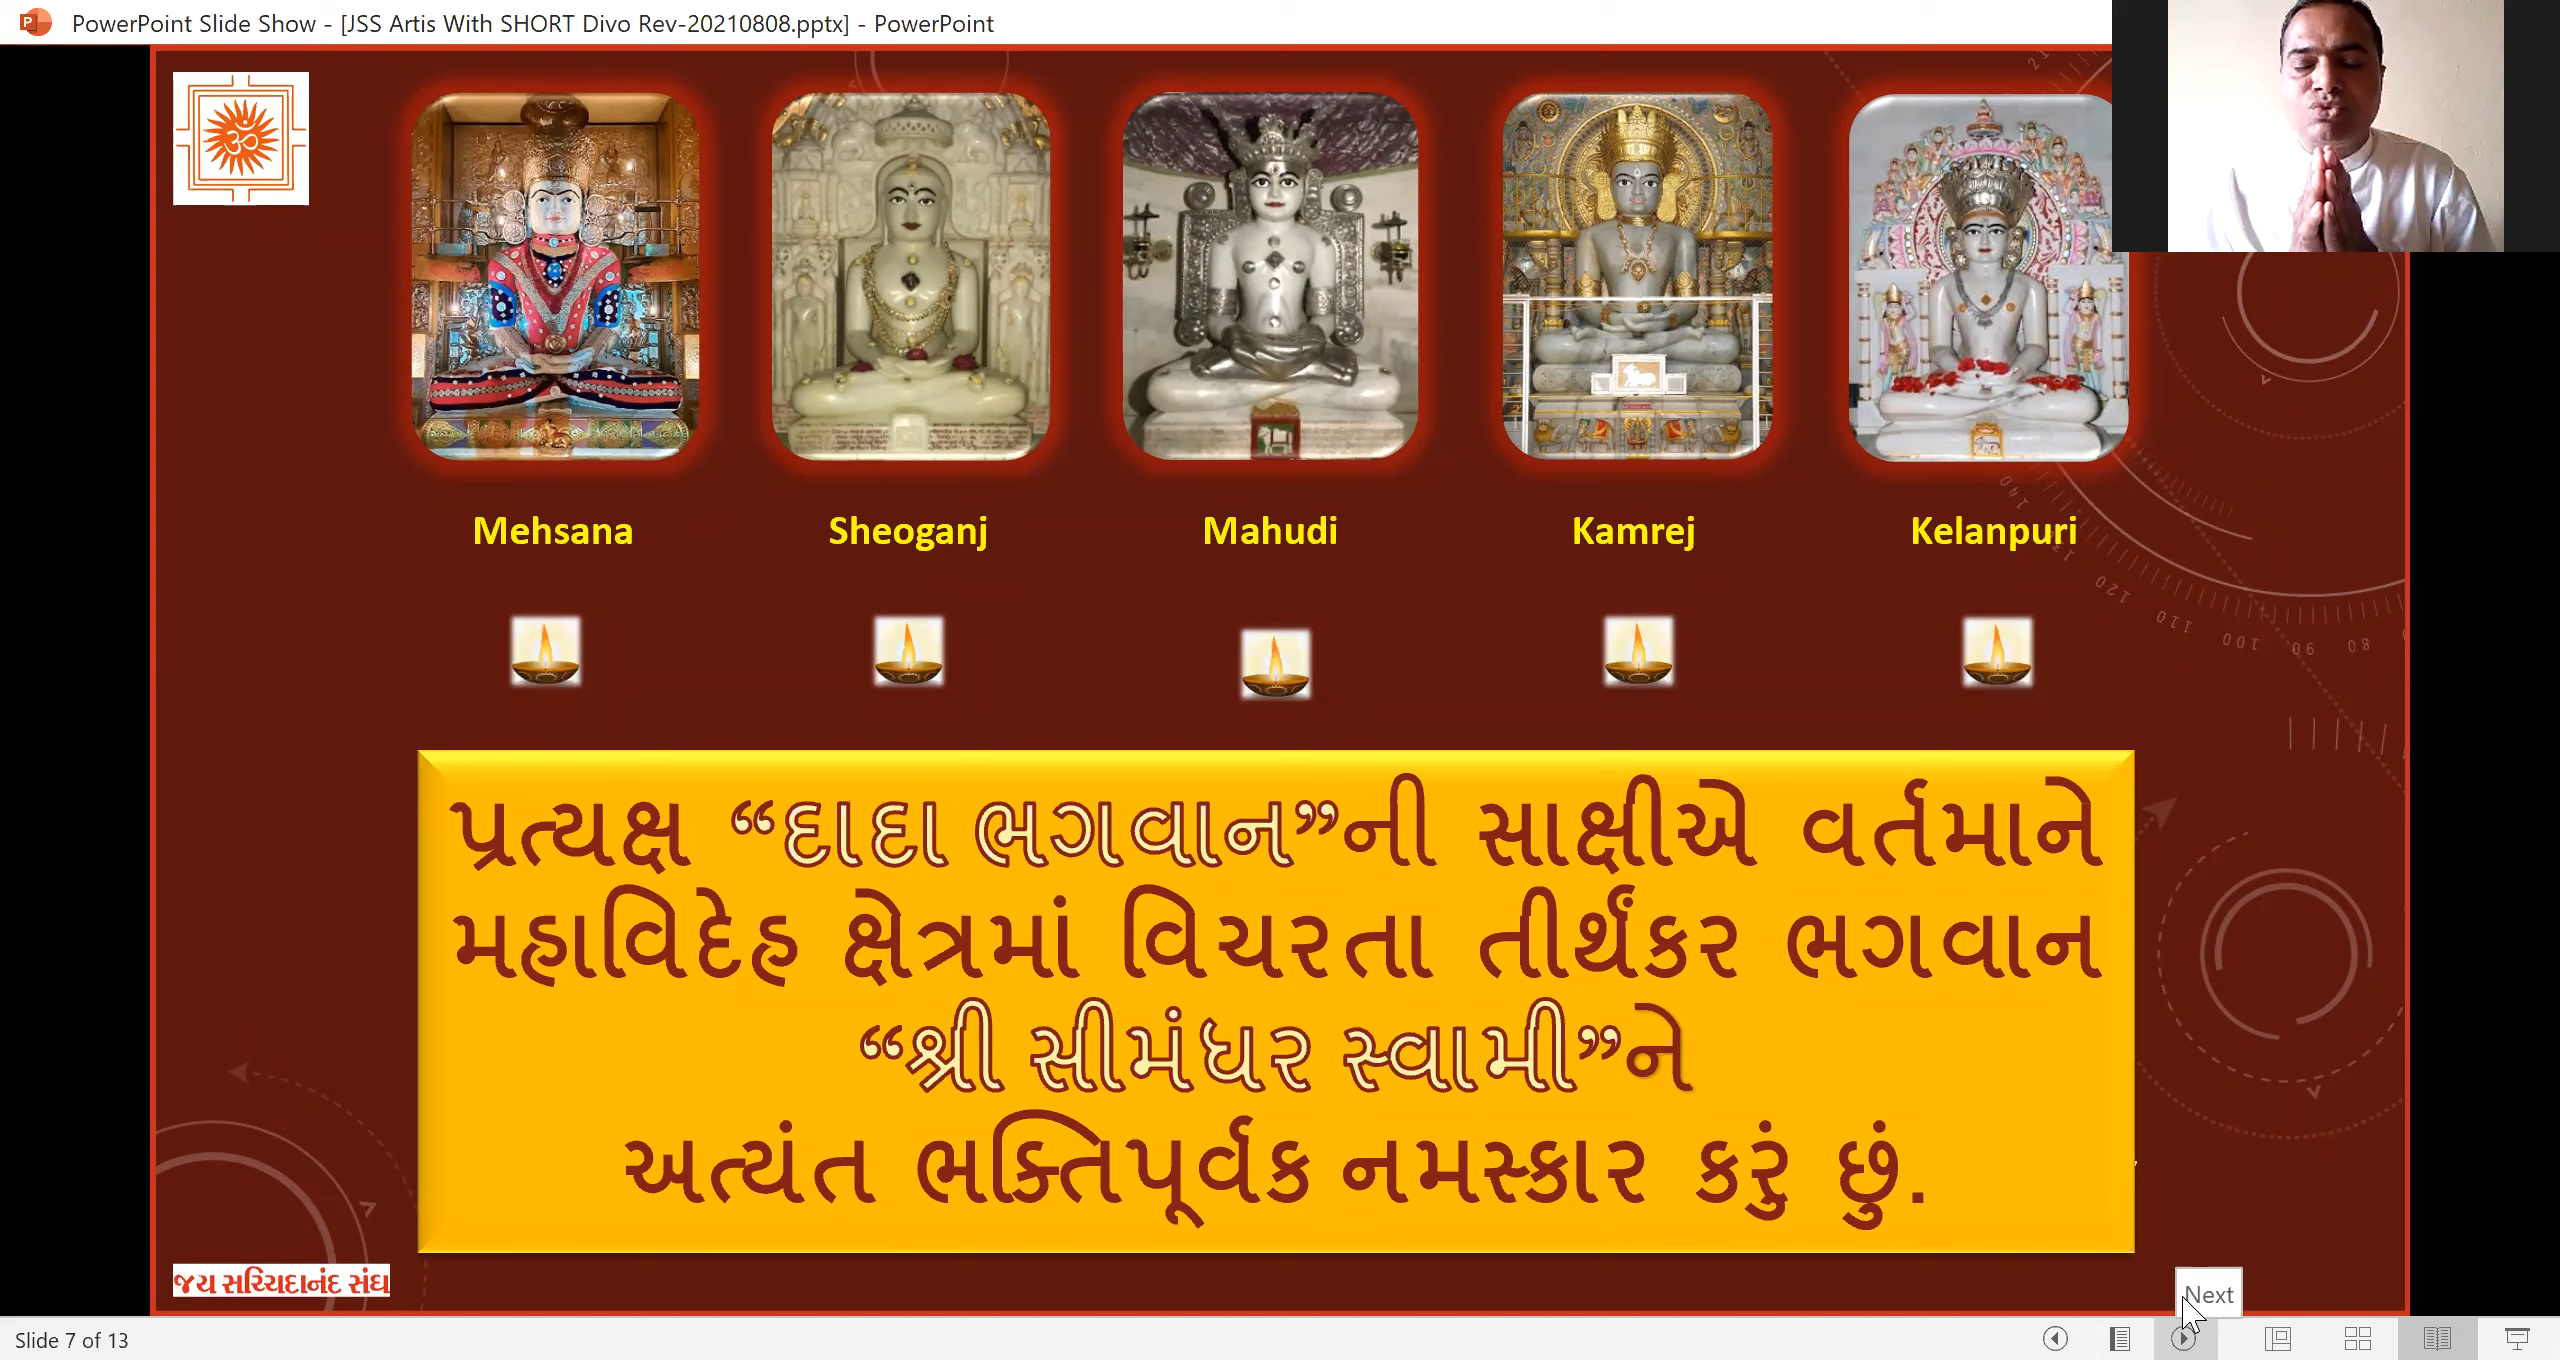 PowerPoint Slide Show - [JSS Artis With SHORT Divo Rev-20210808.pptx] - PowerPoint
Mehsana
Sheoganj
Mahudi
Kamrej
Kelanpuri
પ્રત્યક્ષ “દાદા ભગવાન”ની સાક્ષીએ વર્તમાને
મહાવિદેહ ક્ષેત્રમાં વિચરતા તીર્થંકર ભગવાન
“શ્રી સીમંધર સ્વામી”ને
અત્યંત ભક્તિપૂર્વક નમસ્કાર કરું છું.
જય સચ્ચિદાનંદ સંઘ
Next
Slide 7 of 13